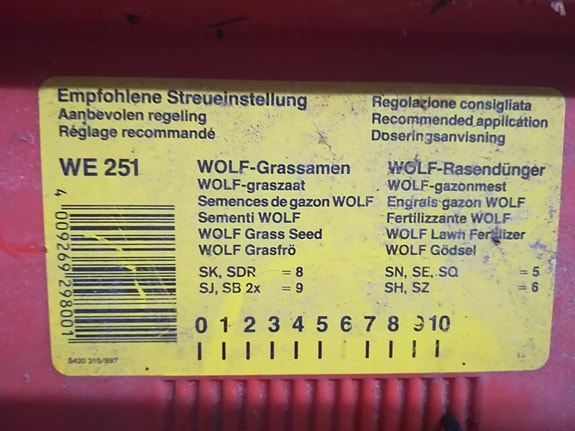 Empfohlene Streueinstellung
Aanbevolen regeling
Réglage recommandé
Regolazione consigliata
Recommended application
Doseringsanvisning
WE 251
4 009269 298001
5420 215/997
WOLF-Grassamen
WOLF-graszaat
Semences de gazon WOLF
Sementi WOLF
WOLF Grass Seed
WOLF Grasfrö
SK, SDR = 8
SJ, SB 2x = 9
WOLF-Rasendünger
WOLF-gazonmest
Engrais gazon WOLF
Fertilizzante WOLF
WOLF Lawn Fertilizer
WOLF Gödsel
SN, SE, SQ = 5
SH, SZ = 6
0 1 2 3 4 5 6 7 8 9 10